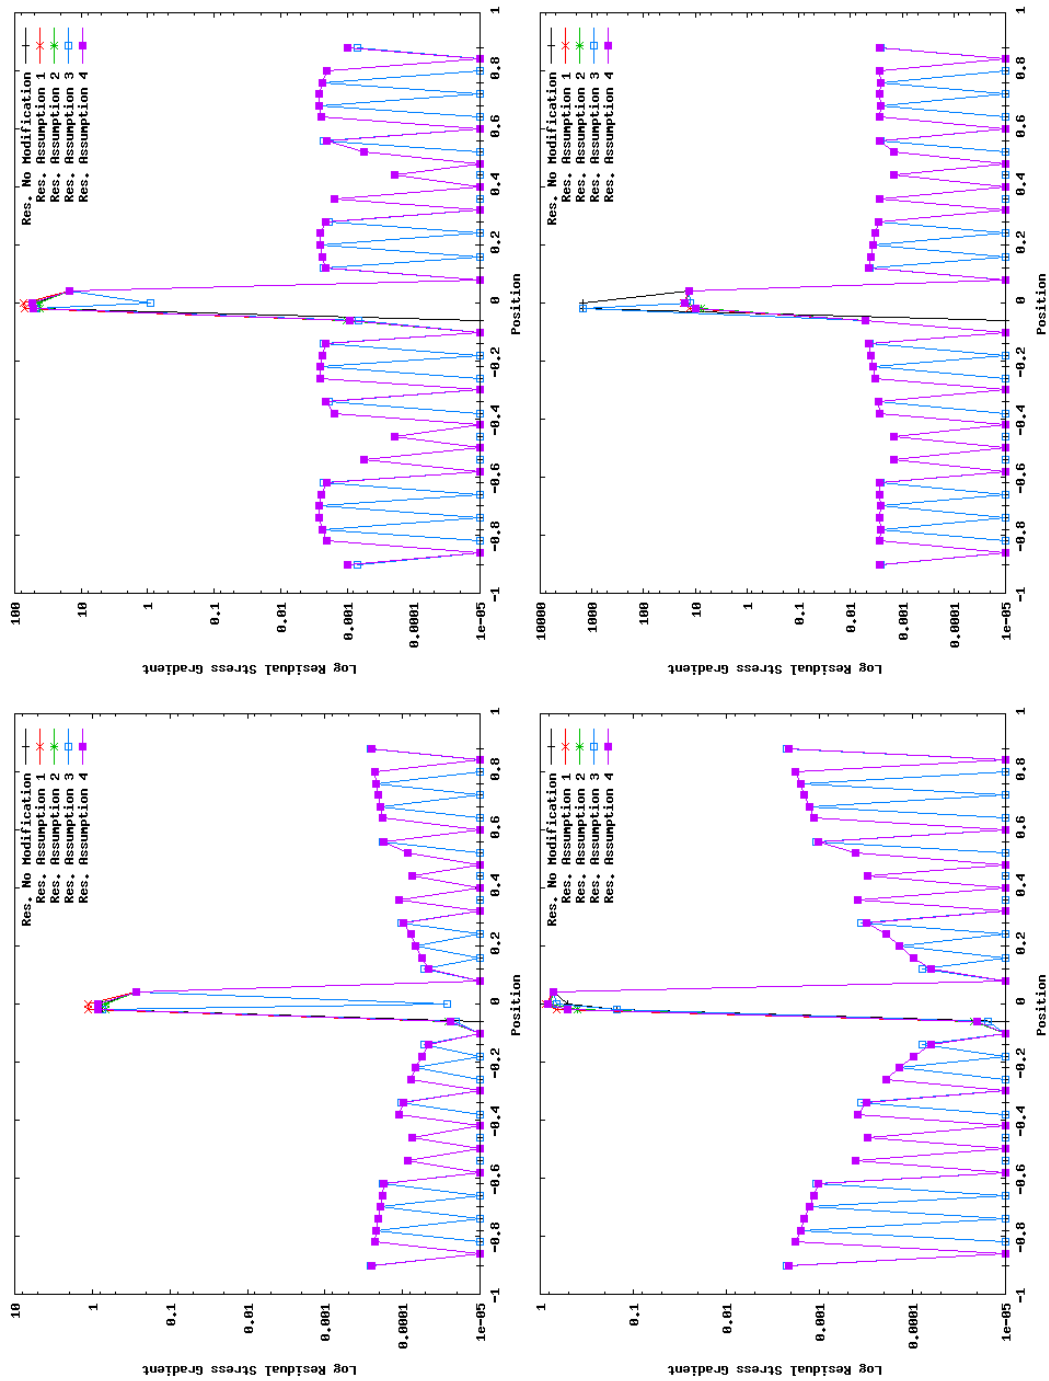 Log Residual Stress Gradient
10
1
0.1
0.01
0.001
0.0001
1e-05
Res. No Modification
Res. Assumption 1
Res. Assumption 2
Res. Assumption 3
Res. Assumption 4
-1 -0.8 -0.6 -0.4 -0.2 0 0.2 0.4 0.6 0.8 1
Position
Log Residual Stress Gradient
100
10
1
0.1
0.01
0.001
0.0001
1e-05
Res. No Modification
Res. Assumption 1
Res. Assumption 2
Res. Assumption 3
Res. Assumption 4
-1 -0.8 -0.6 -0.4 -0.2 0 0.2 0.4 0.6 0.8 1
Position
Log Residual Stress Gradient
1
0.1
0.01
0.001
0.0001
1e-05
Res. No Modification
Res. Assumption 1
Res. Assumption 2
Res. Assumption 3
Res. Assumption 4
-1 -0.8 -0.6 -0.4 -0.2 0 0.2 0.4 0.6 0.8 1
Position
Log Residual Stress Gradient
10000
1000
100
10
1
0.1
0.01
0.001
0.0001
1e-05
Res. No Modification
Res. Assumption 1
Res. Assumption 2
Res. Assumption 3
Res. Assumption 4
-1 -0.8 -0.6 -0.4 -0.2 0 0.2 0.4 0.6 0.8 1
Position